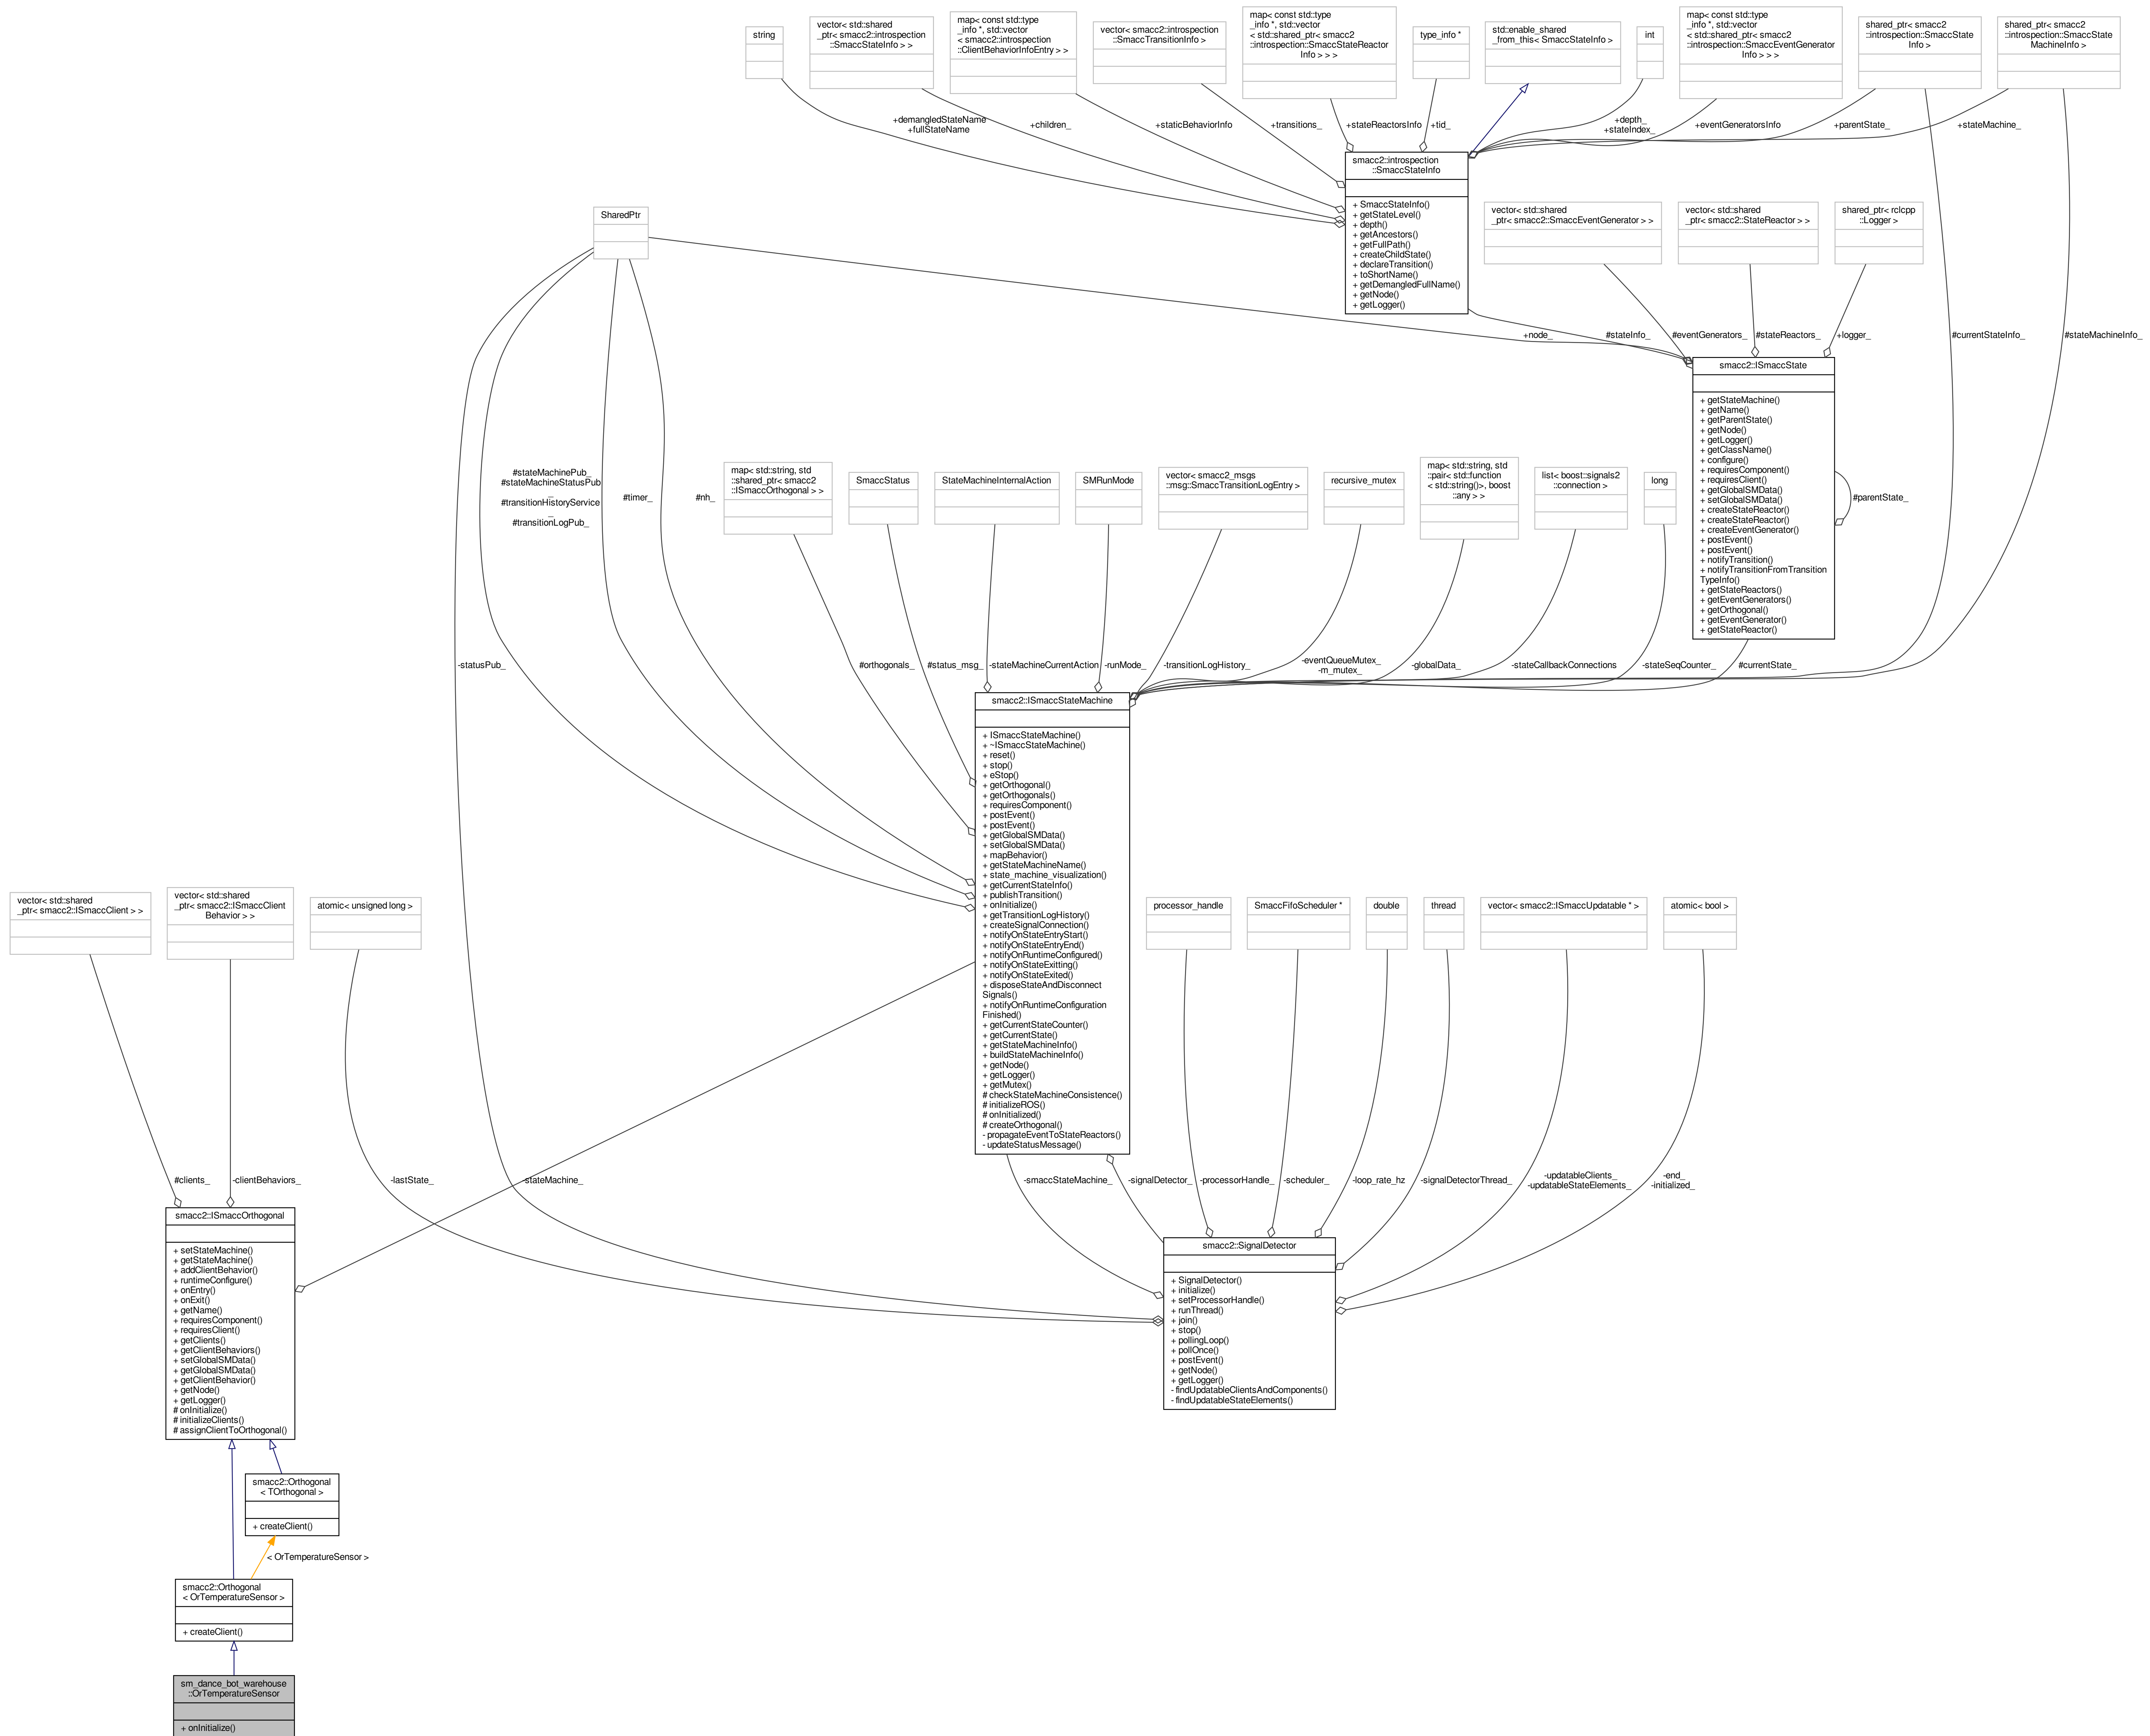 string
vector< std::shared
_ptr< smacc2::introspection
::SmaccStateInfo > >
map< const std::type
_info *, std::vector
< smacc2::introspection
::ClientBehaviorInfoEntry > >
vector< smacc2::introspection
::SmaccTransitionInfo >
map< const std::type
_info *, std::vector
< std::shared_ptr< smacc2
::introspection::SmaccStateReactor
Info > > >
type_info *
std::enable_shared
_from_this< SmaccStateInfo >
int
map< const std::type
_info *, std::vector
< std::shared_ptr< smacc2
::introspection::SmaccEventGenerator
Info > > >
shared_ptr< smacc2
::introspection::SmaccState
Info >
shared_ptr< smacc2
::introspection::SmaccState
MachineInfo >
+demangledStateName
+fullStateName
+children_
+staticBehaviorInfo
+transitions_
+stateReactorsInfo
+tid_
+depth_
+stateIndex_
+eventGeneratorsInfo
+parentState_
+stateMachine_
smacc2::introspection
::SmaccStateInfo
+ SmaccStateInfo()
+ getStateLevel()
+ depth()
+ getAncestors()
+ getFullPath()
+ createChildState()
+ declareTransition()
+ toShortName()
+ getDemangledFullName()
+ getNode()
+ getLogger()
SharedPtr
vector< std::shared
_ptr< smacc2::SmaccEventGenerator > >
vector< std::shared
_ptr< smacc2::StateReactor > >
shared_ptr< rclcpp
::Logger >
+node_
#stateInfo_
#eventGenerators_
#stateReactors_
+logger_
#currentStateInfo_
#stateMachineInfo_
smacc2::ISmaccState
+ getStateMachine()
+ getName()
+ getParentState()
+ getNode()
+ getLogger()
+ getClassName()
+ configure()
+ requiresComponent()
+ requiresClient()
+ getGlobalSMData()
+ setGlobalSMData()
+ createStateReactor()
+ createStateReactor()
+ createEventGenerator()
+ postEvent()
+ postEvent()
+ notifyTransition()
+ notifyTransitionFromTransition
TypeInfo()
+ getStateReactors()
+ getEventGenerators()
+ getOrthogonal()
+ getEventGenerator()
+ getStateReactor()
#parentState_
#stateMachinePub_
#stateMachineStatusPub
_
#transitionHistoryService
_
#transitionLogPub_
#timer_
#nh_
map< std::string, std
::shared_ptr< smacc2
::ISmaccOrthogonal > >
SmaccStatus
StateMachineInternalAction
SMRunMode
vector< smacc2_msgs
::msg::SmaccTransitionLogEntry >
recursive_mutex
map< std::string, std
::pair< std::function
< std::string()>, boost
::any > >
list< boost::signals2
::connection >
long
-statusPub_
#orthogonals_
#status_msg_
-stateMachineCurrentAction
-runMode_
-transitionLogHistory_
-eventQueueMutex_
-m_mutex_
-globalData_
-stateCallbackConnections
-stateSeqCounter_
#currentState_
smacc2::ISmaccStateMachine
+ ISmaccStateMachine()
+ ~ISmaccStateMachine()
+ reset()
+ stop()
+ eStop()
+ getOrthogonal()
+ getOrthogonals()
+ requiresComponent()
+ postEvent()
+ postEvent()
+ getGlobalSMData()
+ setGlobalSMData()
+ mapBehavior()
+ getStateMachineName()
+ state_machine_visualization()
+ getCurrentStateInfo()
+ publishTransition()
+ onInitialize()
+ getTransitionLogHistory()
+ createSignalConnection()
+ notifyOnStateEntryStart()
+ notifyOnStateEntryEnd()
+ notifyOnRuntimeConfigured()
+ notifyOnStateExitting()
+ notifyOnStateExited()
+ disposeStateAndDisconnect
Signals()
+ notifyOnRuntimeConfiguration
Finished()
+ getCurrentStateCounter()
+ getCurrentState()
+ getStateMachineInfo()
+ buildStateMachineInfo()
+ getNode()
+ getLogger()
+ getMutex()
# checkStateMachineConsistence()
# initializeROS()
# onInitialized()
# createOrthogonal()
- propagateEventToStateReactors()
- updateStatusMessage()
vector< std::shared
_ptr< smacc2::ISmaccClient > >
vector< std::shared
_ptr< smacc2::ISmaccClient
Behavior > >
atomic< unsigned long >
processor_handle
SmaccFifoScheduler *
double
thread
vector< smacc2::ISmaccUpdatable * >
atomic< bool >
#clients_
-clientBehaviors_
-lastState_
-stateMachine_
-smaccStateMachine_
-signalDetector_
-processorHandle_
-scheduler_
-loop_rate_hz
-signalDetectorThread_
-updatableClients_
-updatableStateElements_
-end_
-initialized_
smacc2::ISmaccOrthogonal
+ setStateMachine()
+ getStateMachine()
+ addClientBehavior()
+ runtimeConfigure()
+ onEntry()
+ onExit()
+ getName()
+ requiresComponent()
+ requiresClient()
+ getClients()
+ getClientBehaviors()
+ setGlobalSMData()
+ getGlobalSMData()
+ getClientBehavior()
+ getNode()
+ getLogger()
# onInitialize()
# initializeClients()
# assignClientToOrthogonal()
smacc2::SignalDetector
+ SignalDetector()
+ initialize()
+ setProcessorHandle()
+ runThread()
+ join()
+ stop()
+ pollingLoop()
+ pollOnce()
+ postEvent()
+ getNode()
+ getLogger()
- findUpdatableClientsAndComponents()
- findUpdatableStateElements()
smacc2::Orthogonal
< TOrthogonal >
+ createClient()
< OrTemperatureSensor >
smacc2::Orthogonal
< OrTemperatureSensor >
+ createClient()
sm_dance_bot_warehouse
::OrTemperatureSensor
+ onInitialize()